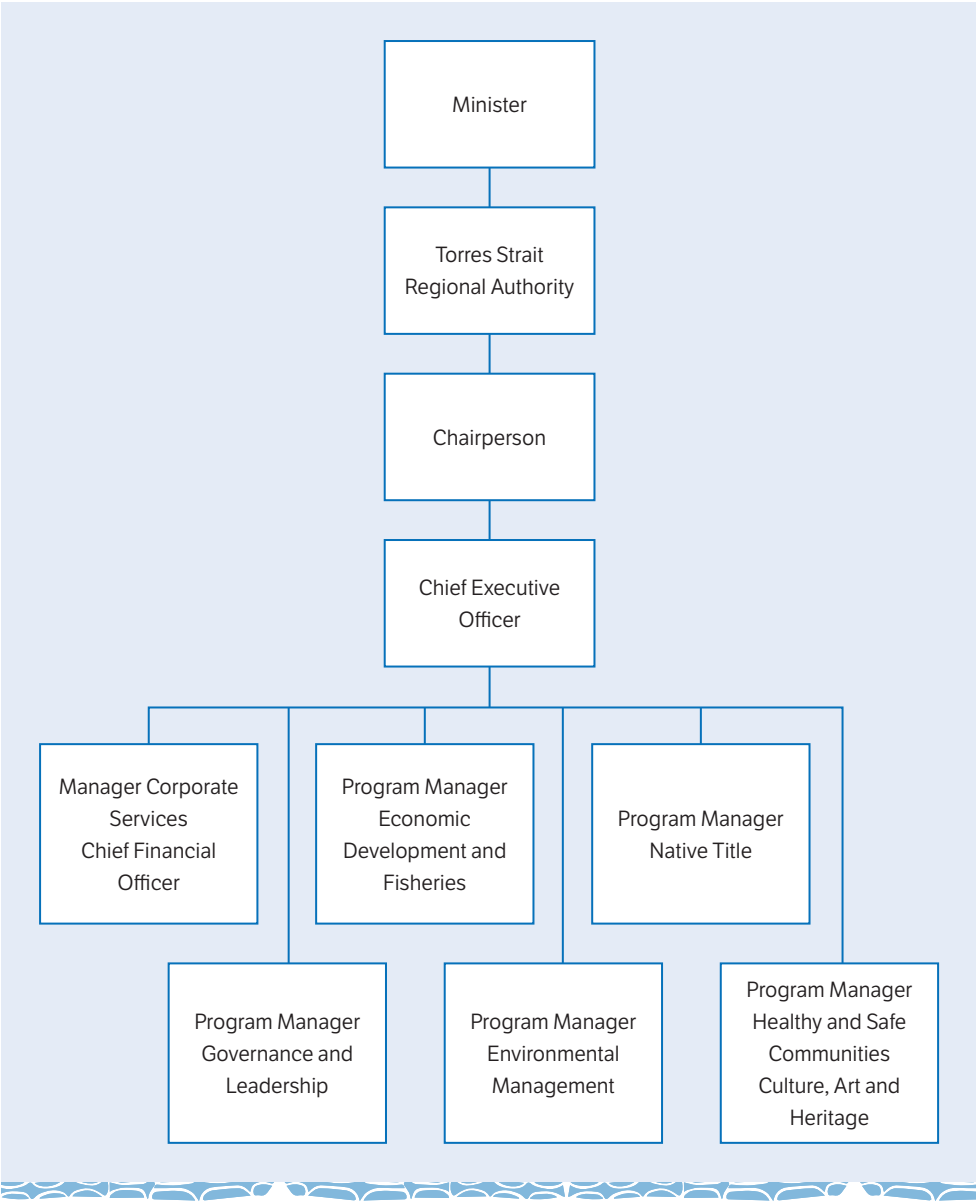 Minister
Torres Strait
Regional Authority
Chairperson
Chief Executive
Officer
Manager Corporate
Services
Chief Financial
Officer
Program Manager
Economic
Development and
Fisheries
Program Manager
Native Title
Program Manager
Governance and
Leadership
Program Manager
Environmental
Management
Program Manager
Healthy and Safe
Communities
Culture, Art and
Heritage